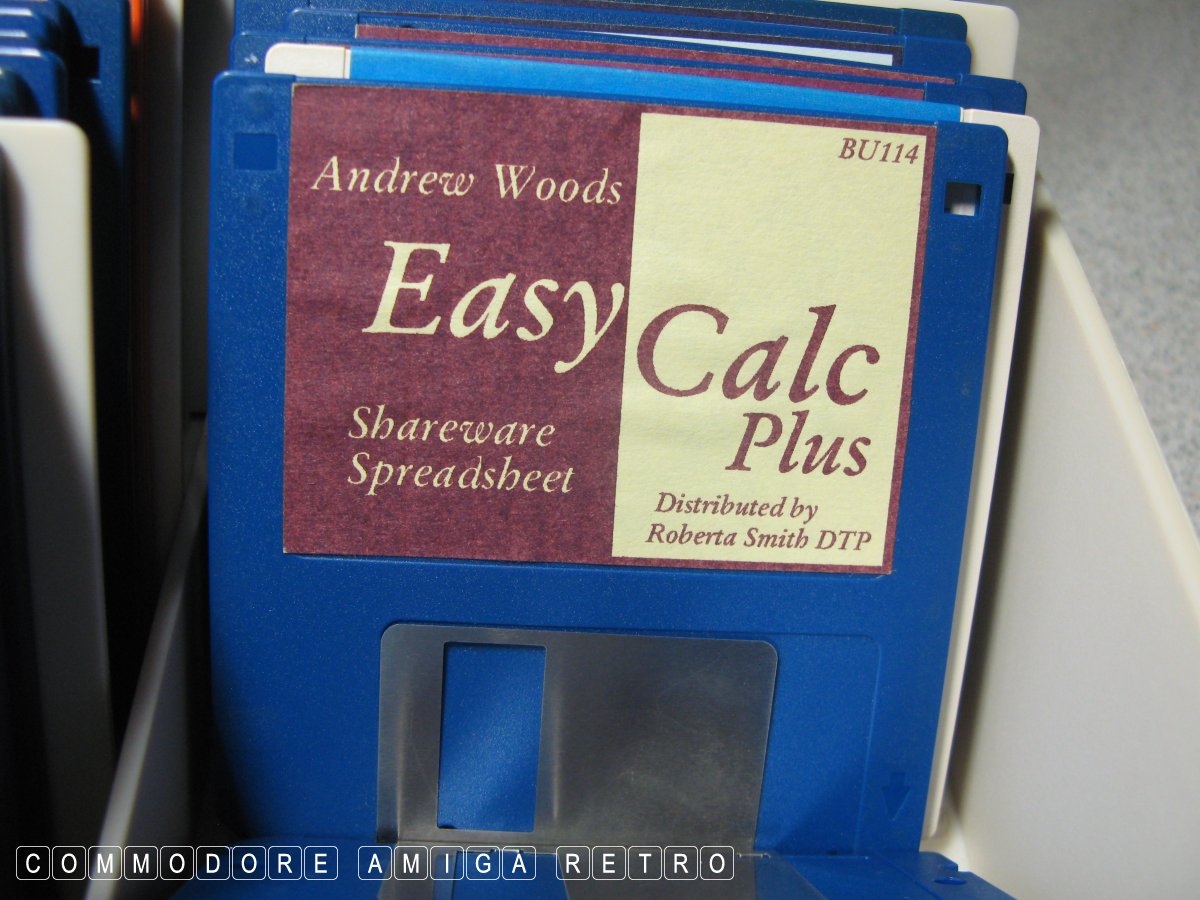 BU114
Andrew Woods
Easy
Calc
Plus
Shareware
Spreadsheet
Distributed by
Roberta Smith DTP
COMMODORE AMIGA RETRO